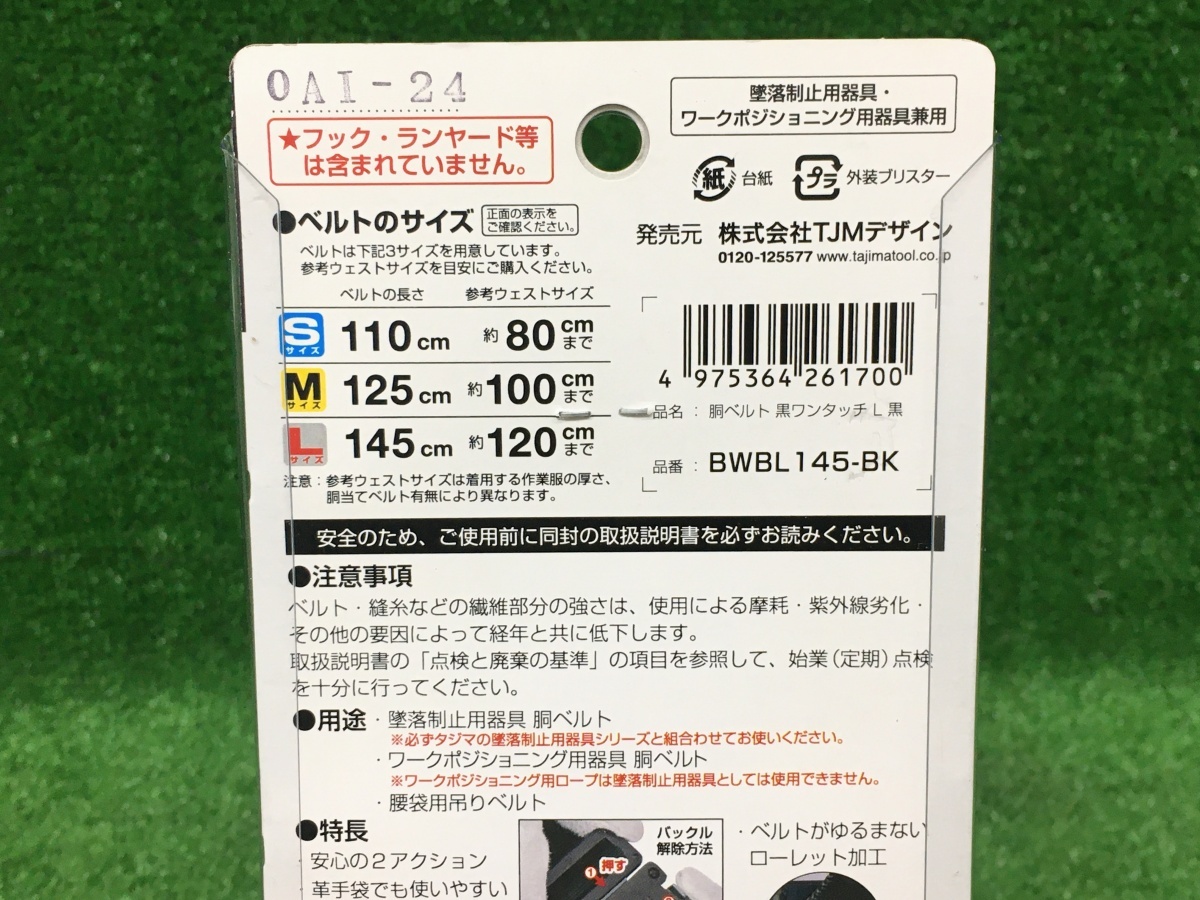 OAI-24
★フック・ランヤード等
は含まれていません。
墜落制止用器具・
ワークポジショニング用器具兼用
紙 台紙
プラ 外装ブリスター
発売元 株式会社TJMデザイン
0120-125577 www.tajimatool.co.jp
●ベルトのサイズ 正面の表示を
ご確認ください。
ベルトは下記3サイズを用意しています。
参考ウェストサイズを目安にご購入ください。
ベルトの長さ 参考ウェストサイズ
Sサイズ 110cm 約80cmまで
Mサイズ 125cm 約100cmまで
Lサイズ 145cm 約120cmまで
注意：参考ウェストサイズは着用する作業服の厚さ、
胴当てベルト有無により異なります。
4 975364 261700
品名：胴ベルト 黒ワンタッチ L 黒
品番：BWBL145-BK
安全のため、ご使用前に同封の取扱説明書を必ずお読みください。
●注意事項
ベルト・縫糸などの繊維部分の強さは、使用による摩耗・紫外線劣化・
その他の要因によって経年と共に低下します。
取扱説明書の「点検と廃棄の基準」の項目を参照して、始業(定期)点検
を十分に行ってください。
●用途・墜落制止用器具 胴ベルト
※必ずタジマの墜落制止用器具シリーズと組合わせてお使いください。
・ワークポジショニング用器具 胴ベルト
※ワークポジショニング用ロープは墜落制止用器具としては使用できません。
・腰袋用吊りベルト
●特長
・安心の2アクション
・革手袋でも使いやすい
バックル
解除方法
①押す
・ベルトがゆるまない
ローレット加工